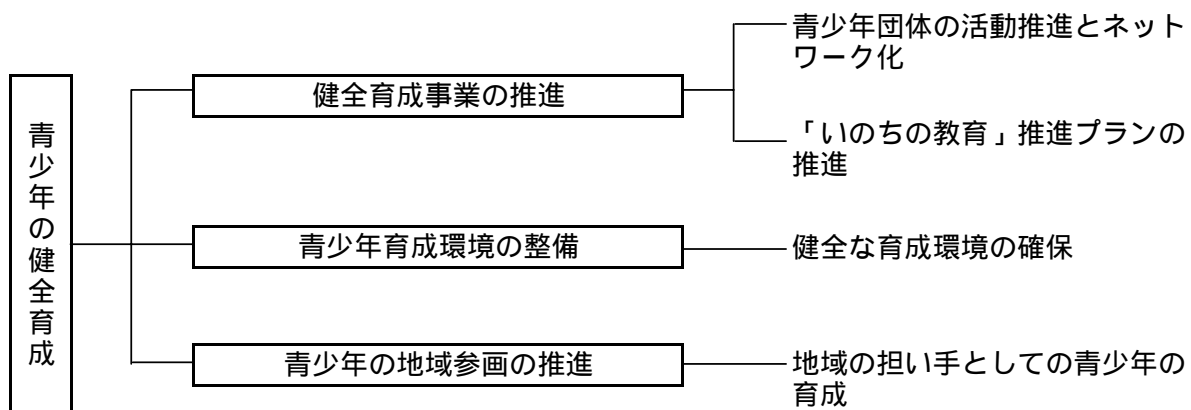 青少年の健全育成
健全育成事業の推進
青少年団体の活動推進とネット
ワーク化
「いのちの教育」推進プランの
推進
青少年育成環境の整備
健全な育成環境の確保
青少年の地域参画の推進
地域の担い手としての青少年の
育成